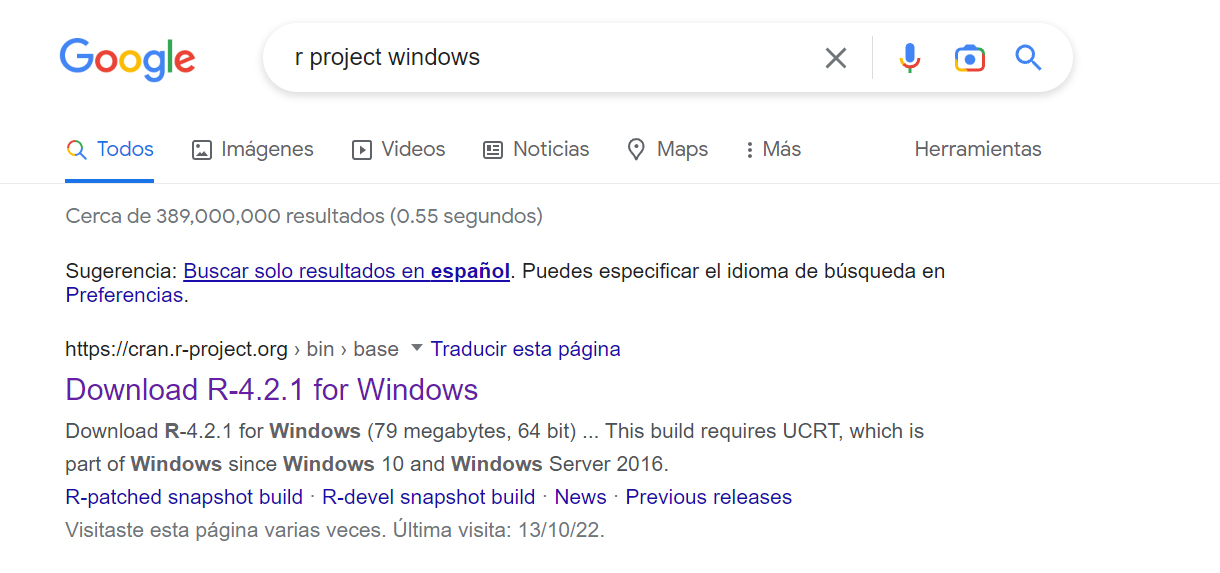 Google
r project windows
Todos Imágenes Videos Noticias Maps Más Herramientas
Cerca de 389,000,000 resultados (0.55 segundos)
Sugerencia: Buscar solo resultados en español. Puedes especificar el idioma de búsqueda en
Preferencias.
https://cran.r-project.org › bin › base Traducir esta página
Download R-4.2.1 for Windows
Download R-4.2.1 for Windows (79 megabytes, 64 bit) ... This build requires UCRT, which is
part of Windows since Windows 10 and Windows Server 2016.
R-patched snapshot build · R-devel snapshot build · News · Previous releases
Visitaste esta página varias veces. Última visita: 13/10/22.